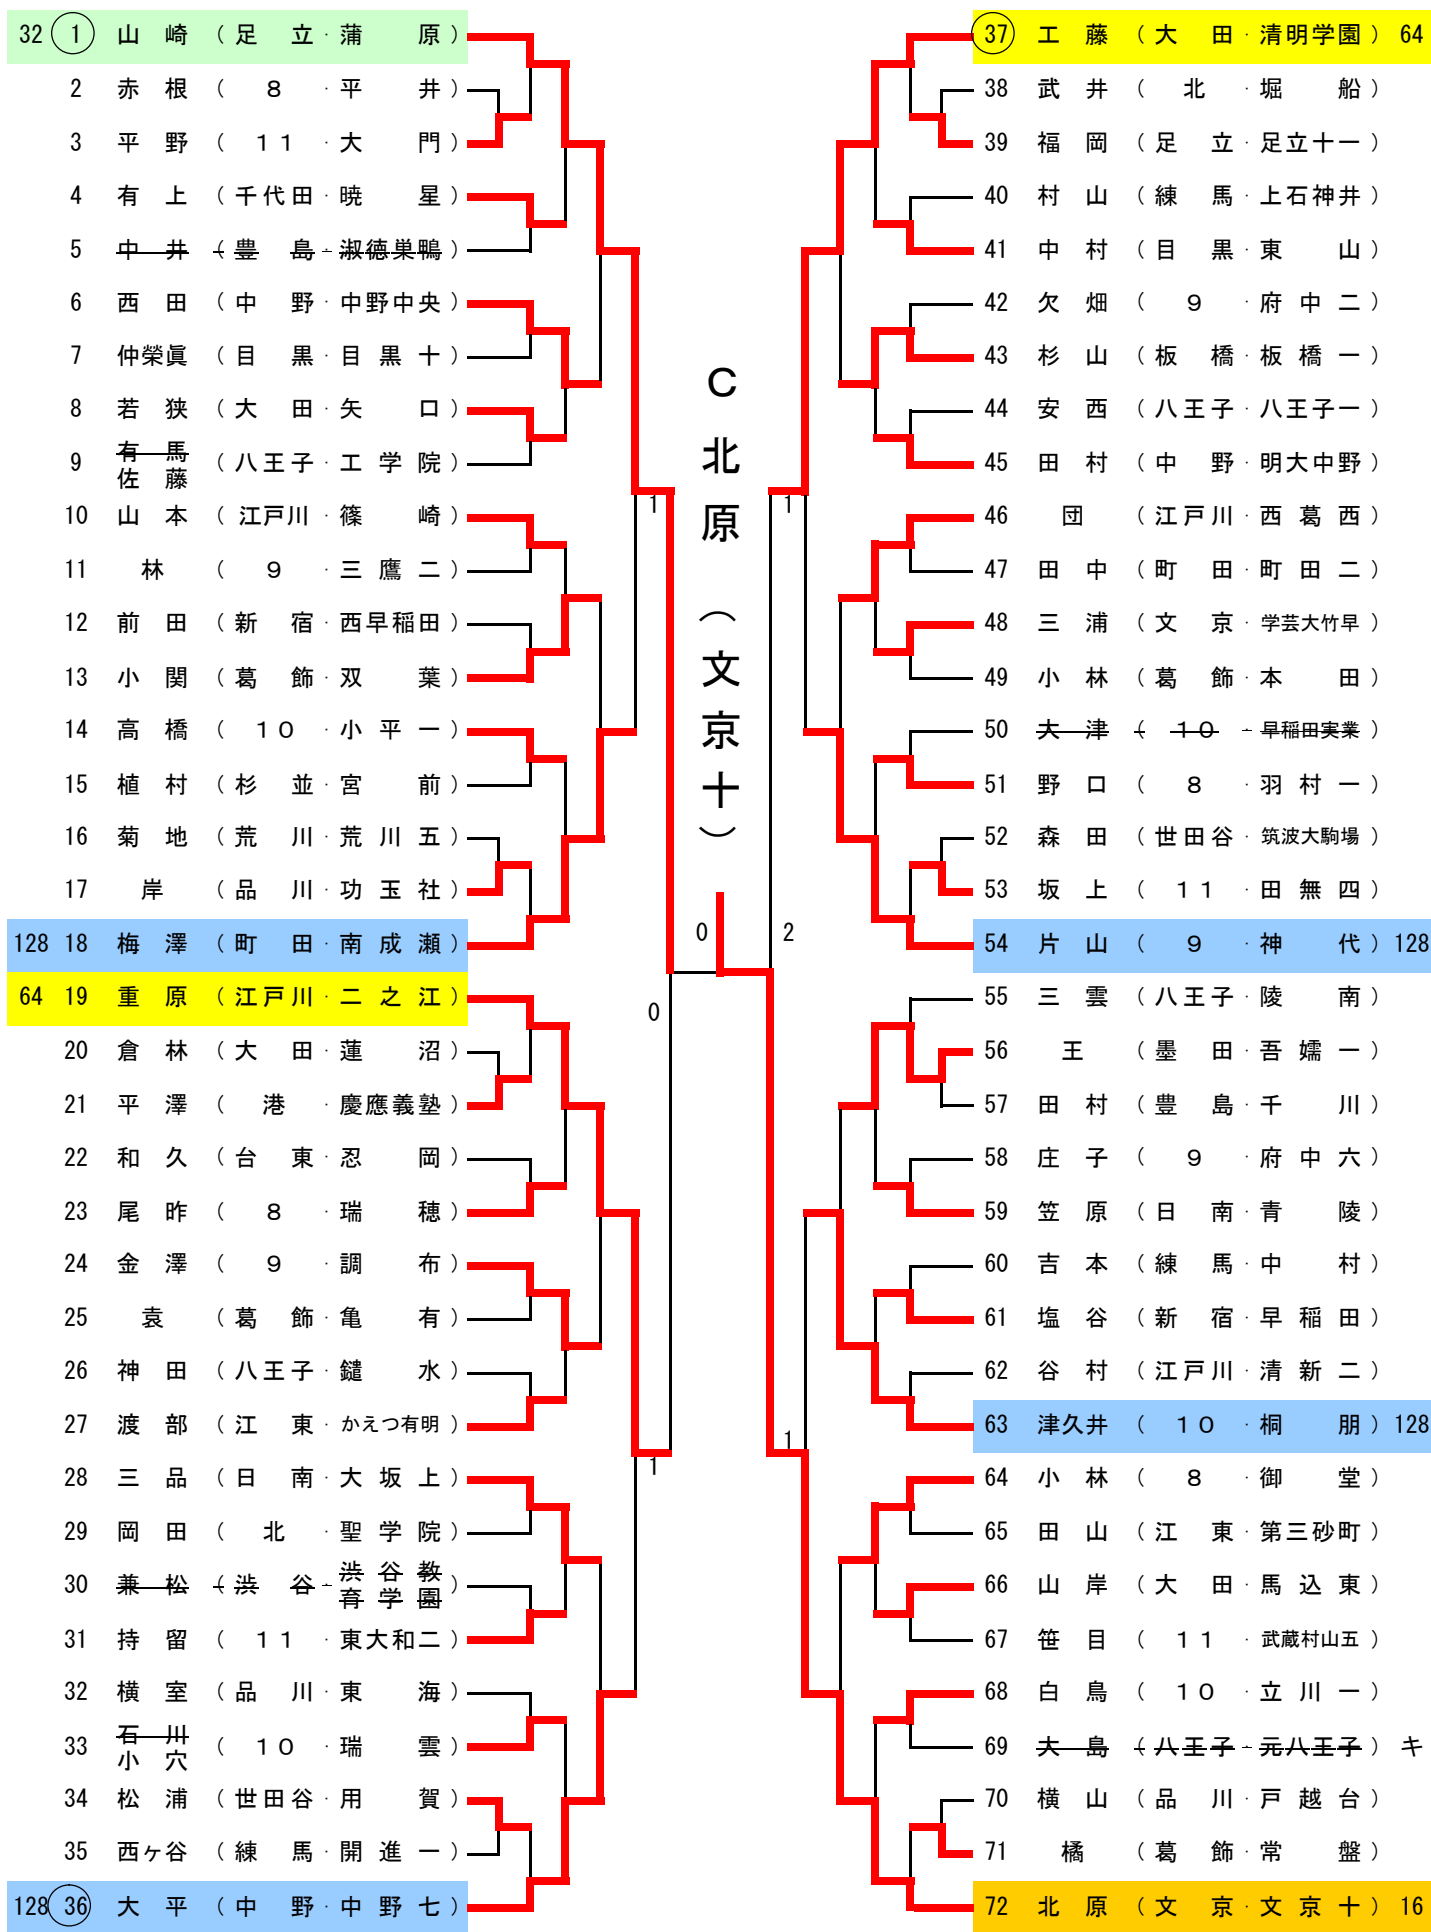 32 1 山崎（足立・蒲原）
2 赤根（8・平井）
3 平野（11・大門）
4 有上（千代田・暁星）
5 中井（豊島・淑徳巣鴨）
6 西田（中野・中野中央）
7 仲榮眞（目黒・目黒十）
8 若狭（大田・矢口）
9 有馬 佐藤（八王子・工学院）
10 山本（江戸川・篠崎）
11 林（9・三鷹二）
12 前田（新宿・西早稲田）
13 小関（葛飾・双葉）
14 高橋（10・小平一）
15 植村（杉並・宮前）
16 菊地（荒川・荒川五）
17 岸（品川・功玉社）
128 18 梅澤（町田・南成瀬）
64 19 重原（江戸川・二之江）
20 倉林（大田・蓮沼）
21 平澤（港・慶應義塾）
22 和久（台東・忍岡）
23 尾昨（8・瑞穂）
24 金澤（9・調布）
25 袁（葛飾・亀有）
26 神田（八王子・鑓水）
27 渡部（江東・かえつ有明）
28 三品（日南・大坂上）
29 岡田（北・聖学院）
30 兼松（渋谷・渋谷教育学園）
31 持留（11・東大和二）
32 横室（品川・東海）
33 石川 小穴（10・瑞雲）
34 松浦（世田谷・用賀）
35 西ヶ谷（練馬・開進一）
128 36 大平（中野・中野七）
1
0
1
C北原（文京十）
0 2
1
1
37 工藤（大田・清明学園）64
38 武井（北・堀船）
39 福岡（足立・足立十一）
40 村山（練馬・上石神井）
41 中村（目黒・東山）
42 欠畑（9・府中二）
43 杉山（板橋・板橋一）
44 安西（八王子・八王子一）
45 田村（中野・明大中野）
46 団（江戸川・西葛西）
47 田中（町田・町田二）
48 三浦（文京・学芸大竹早）
49 小林（葛飾・本田）
50 大津（10・早稲田実業）
51 野口（8・羽村一）
52 森田（世田谷・筑波大駒場）
53 坂上（11・田無四）
54 片山（9・神代）128
55 三雲（八王子・陵南）
56 王（墨田・吾嬬一）
57 田村（豊島・千川）
58 庄子（9・府中六）
59 笠原（日南・青陵）
60 吉本（練馬・中村）
61 塩谷（新宿・早稲田）
62 谷村（江戸川・清新二）
63 津久井（10・桐朋）128
64 小林（8・御堂）
65 田山（江東・第三砂町）
66 山岸（大田・馬込東）
67 笹目（11・武蔵村山五）
68 白鳥（10・立川一）
69 大島（八王子・元八王子）キ
70 横山（品川・戸越台）
71 橘（葛飾・常盤）
72 北原（文京・文京十）16